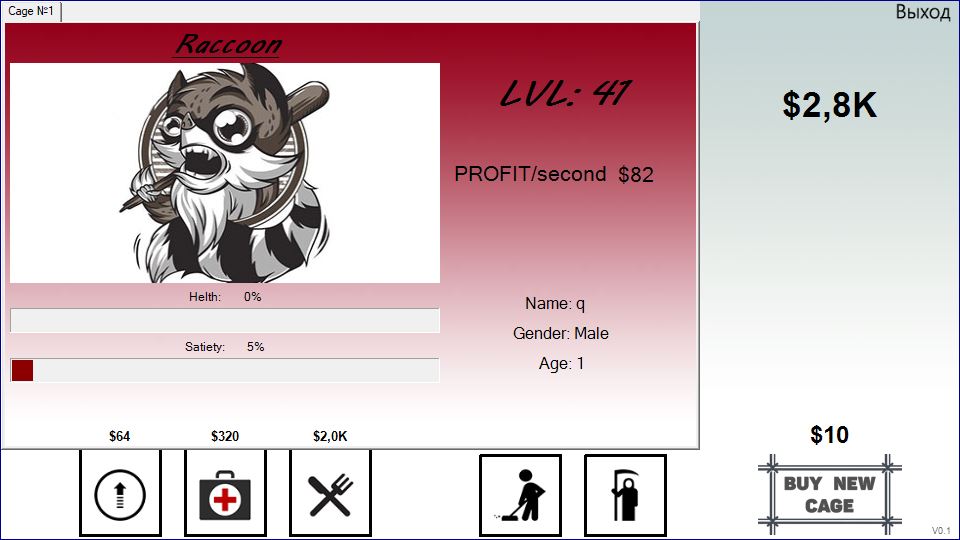 Cage №1
Выход
Raccoon
LVL: 41
$2,8K
PROFIT/second $82
Helth: 0%
Name: q
Gender: Male
Satiety: 5%
Age: 1
$64 $320 $2,0K
$10
BUY NEW
CAGE
V0.1